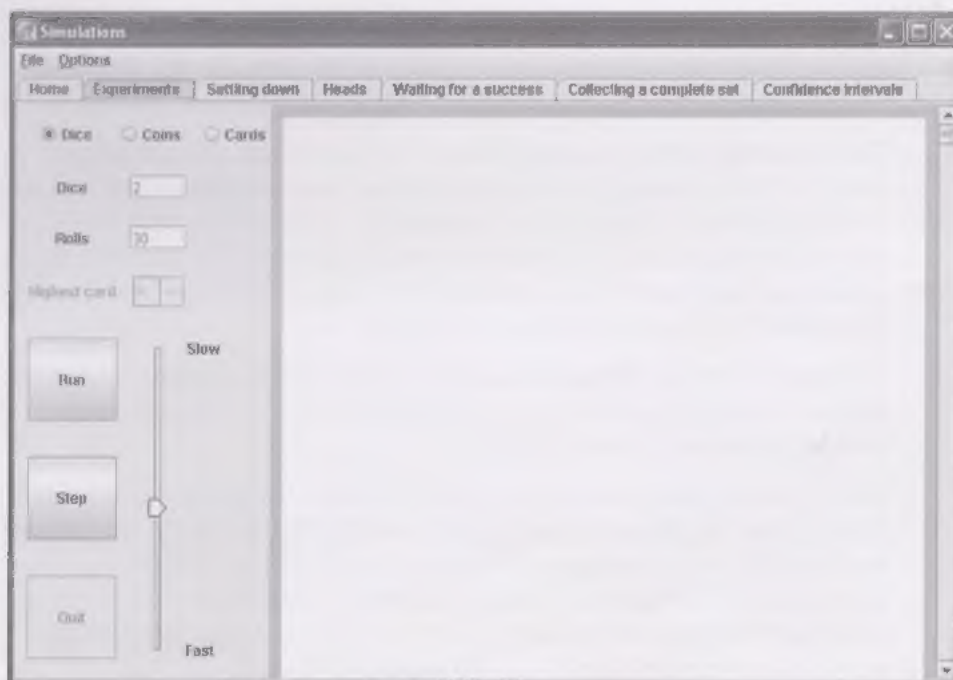 Simulations
File Options
Home Experiments Settling down Heads Waiting for a success Collecting a complete set Confidence intervals
Dice Coins Cards
Dice 2
Rolls
Highest card
Run
Slow
Step
Quit
Fast